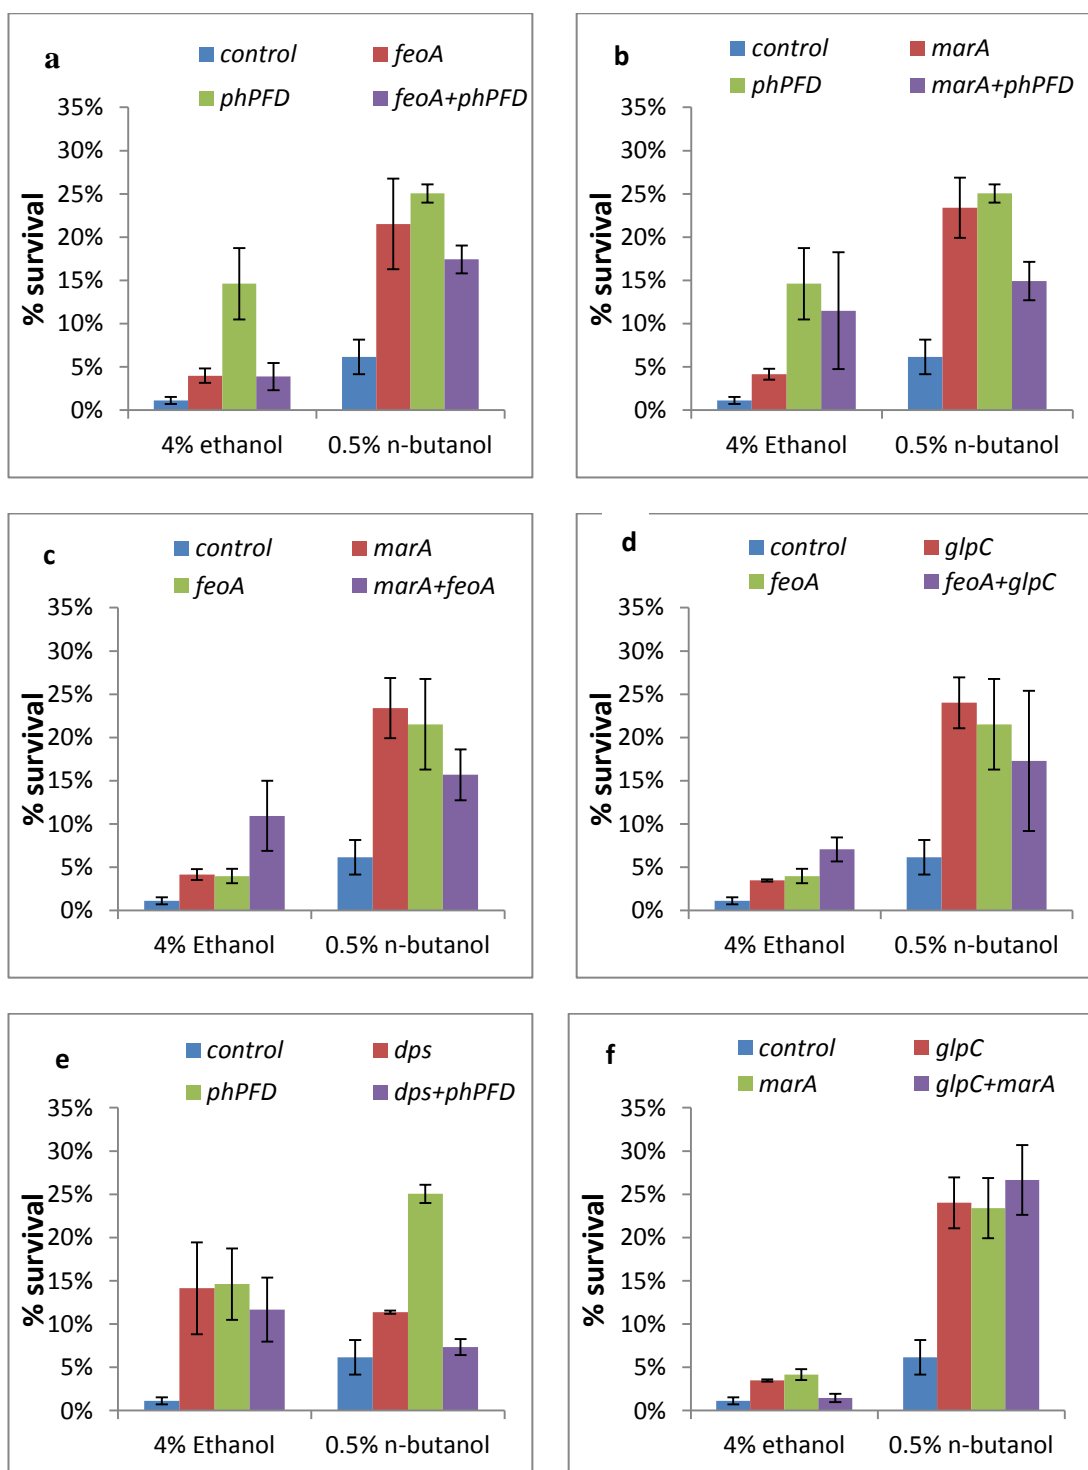 a
control feoA
phPFD feoA+phPFD
% survival
35%
30%
25%
20%
15%
10%
5%
0%
4% ethanol 0.5% n-butanol
b
control marA
phPFD marA+phPFD
% survival
35%
30%
25%
20%
15%
10%
5%
0%
4% Ethanol 0.5% n-butanol
c
control marA
feoA marA+feoA
% survival
35%
30%
25%
20%
15%
10%
5%
0%
4% Ethanol 0.5% n-butanol
d
control glpC
feoA feoA+glpC
% survival
35%
30%
25%
20%
15%
10%
5%
0%
4% Ethanol 0.5% n-butanol
e
control dps
phPFD dps+phPFD
% survival
35%
30%
25%
20%
15%
10%
5%
0%
4% Ethanol 0.5% n-butanol
f
control glpC
marA glpC+marA
% survival
35%
30%
25%
20%
15%
10%
5%
0%
4% ethanol 0.5% n-butanol